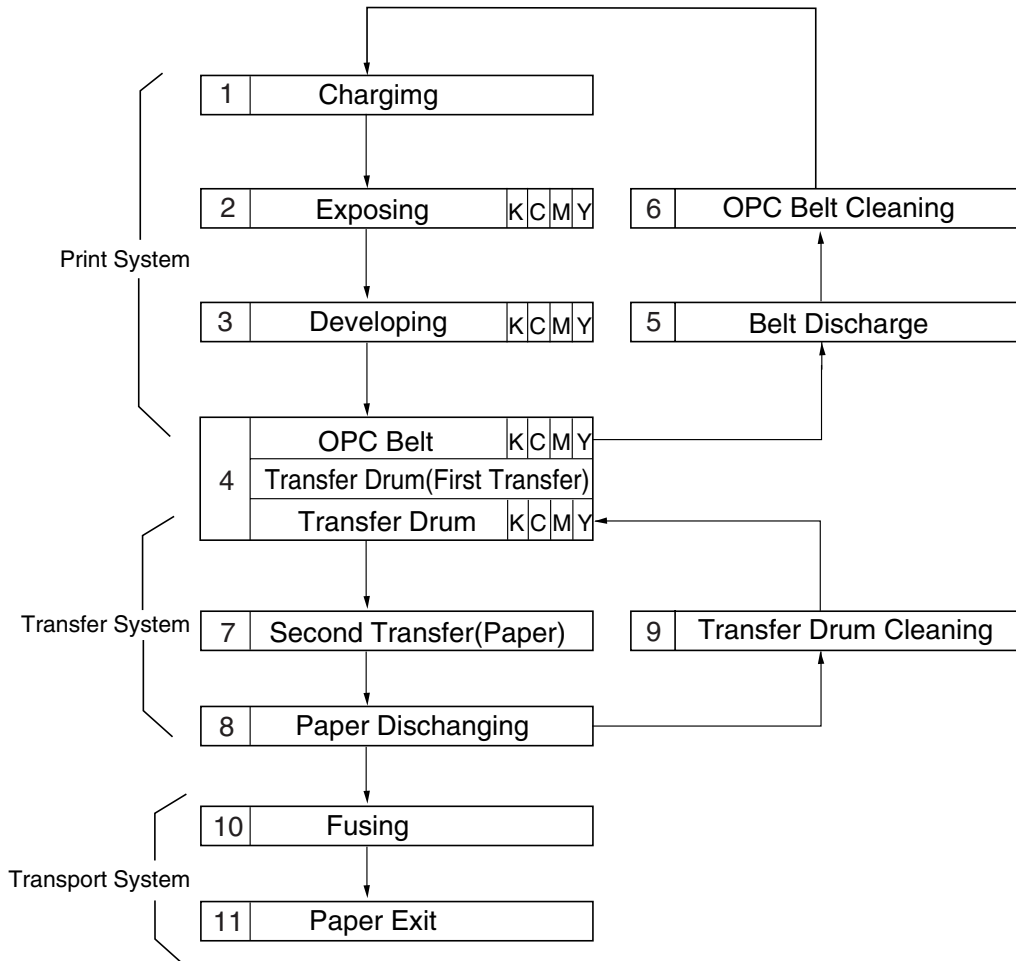 1 Chargimg
2 Exposing K C M Y
6 OPC Belt Cleaning
Print System
3 Developing K C M Y
5 Belt Discharge
OPC Belt K C M Y
4 Transfer Drum(First Transfer)
Transfer Drum K C M Y
Transfer System
7 Second Transfer(Paper)
9 Transfer Drum Cleaning
8 Paper Dischanging
10 Fusing
Transport System
11 Paper Exit